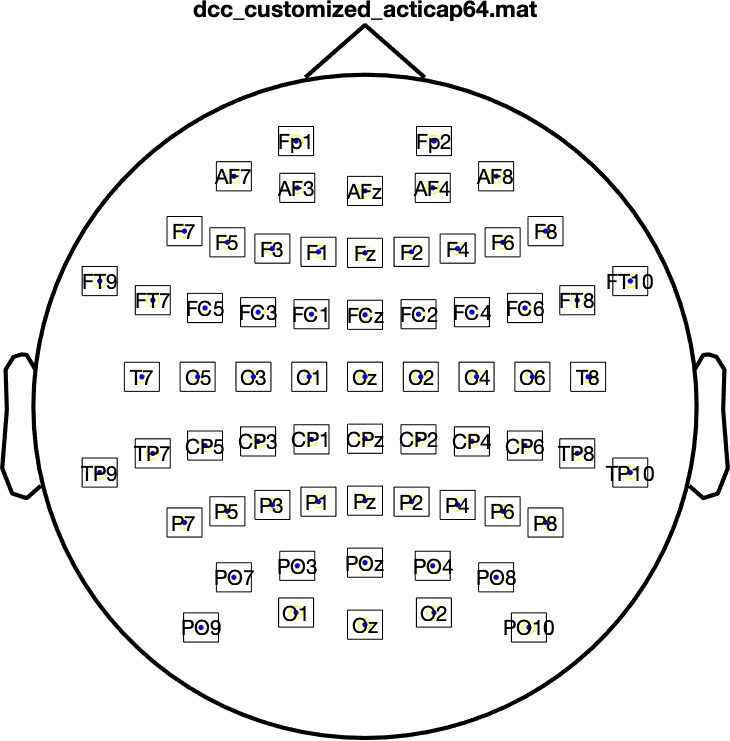 dcc_customized_acticap64.mat
Fp1 Fp2
AF7 AF3 AFz AF4 AF8
F7 F5 F3 F1 Fz F2 F4 F6 F8
FT9 FT7 FC5 FC3 FC1 FCz FC2 FC4 FC6 FT8 FT10
T7 C5 C3 C1 Cz C2 C4 C6 T8
TP9 TP7 CP5 CP3 CP1 CPz CP2 CP4 CP6 TP8 TP10
P7 P5 P3 P1 Pz P2 P4 P6 P8
PO7 PO3 POz PO4 PO8
PO9 O1 Oz O2 PO10